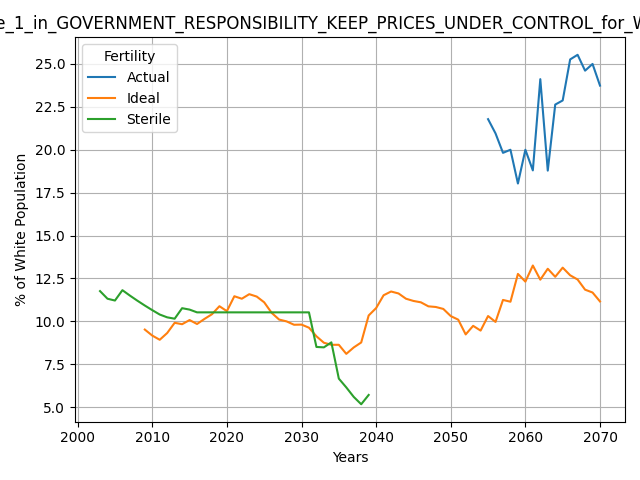 e_1_in_GOVERNMENT_RESPONSIBILITY_KEEP_PRICES_UNDER_CONTROL_for_W
Fertility
Actual
Ideal
Sterile
% of White Population
25.0
22.5
20.0
17.5
15.0
12.5
10.0
7.5
5.0
2000 2010 2020 2030 2040 2050 2060 2070
Years